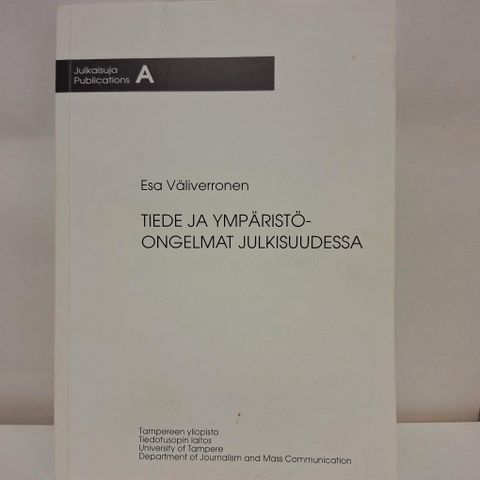 Julkaisuja
Publications A
Esa Väliverronen
TIEDE JA YMPÄRISTÖ-
ONGELMAT JULKISUUDESSA
Tampereen yliopisto
Tiedotusopin laitos
University of Tampere
Department of Journalism and Mass Communication